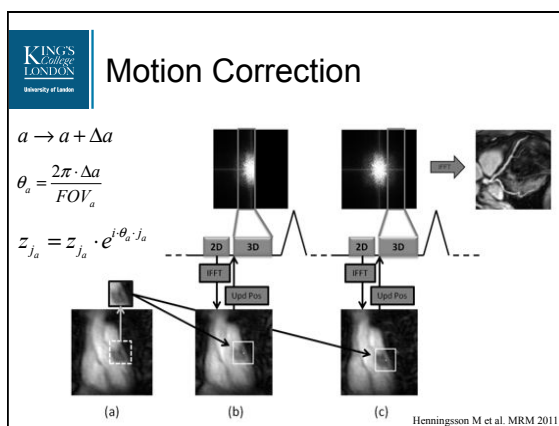 KING'S
College
LONDON
University of London
Motion Correction
a → a + Δa
θ_a = 2π · Δa / FOV_a
z_{j_a} = z_{j_a} · e^{i·θ_a·j_a}
IFFT
2D 3D 2D 3D
IFFT IFFT
Upd Pos Upd Pos
(a) (b) (c)
Henningsson M et al. MRM 2011